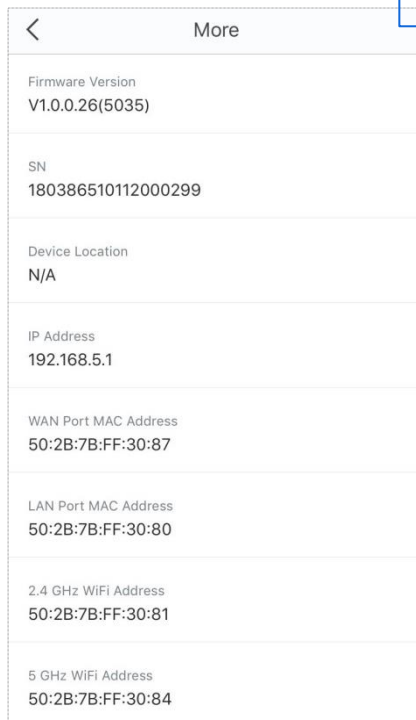 More
Firmware Version
V1.0.0.26(5035)
SN
180386510112000299
Device Location
N/A
IP Address
192.168.5.1
WAN Port MAC Address
50:2B:7B:FF:30:87
LAN Port MAC Address
50:2B:7B:FF:30:80
2.4 GHz WiFi Address
50:2B:7B:FF:30:81
5 GHz WiFi Address
50:2B:7B:FF:30:84